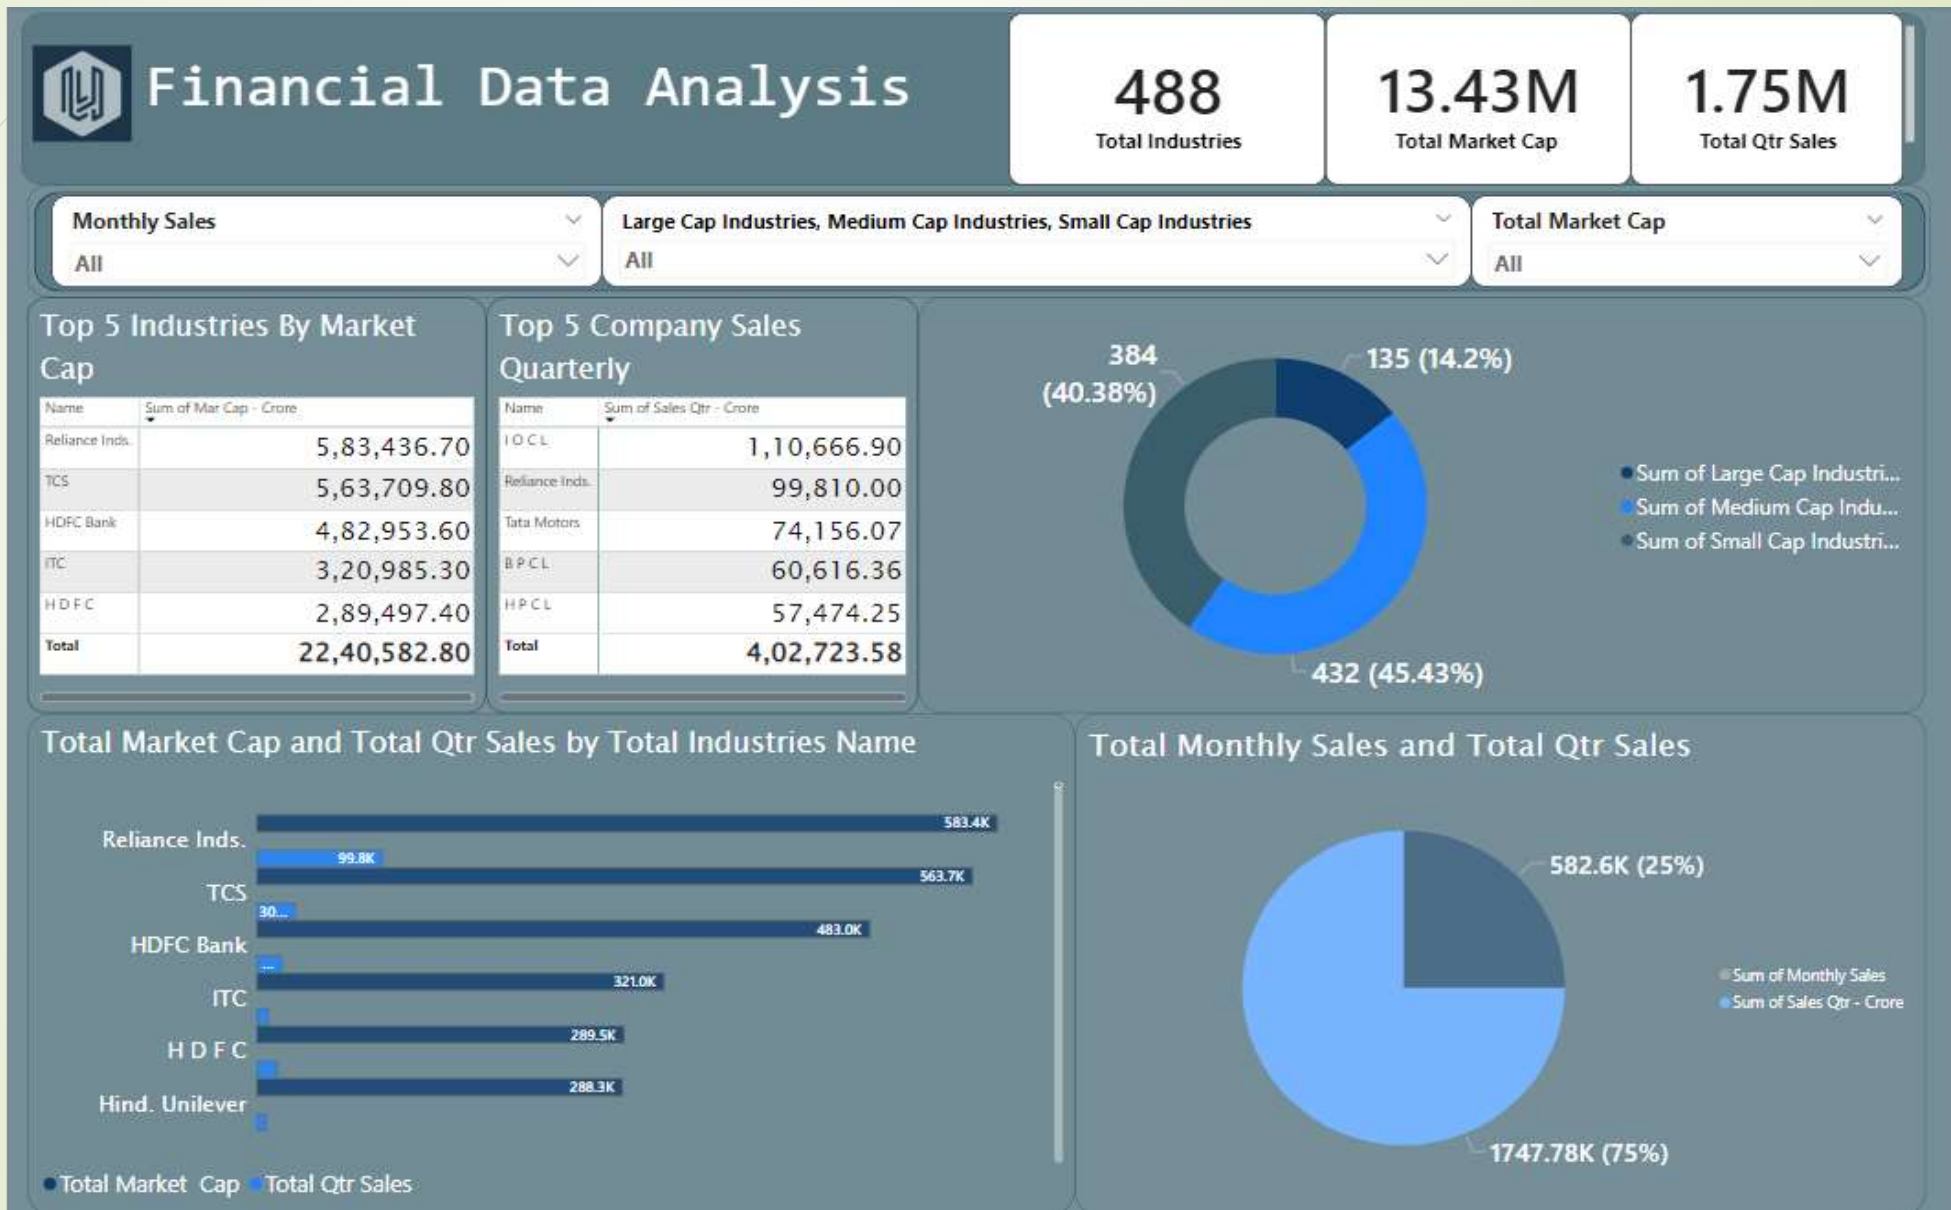 Financial Data Analysis
488
Total Industries
13.43M
Total Market Cap
1.75M
Total Qtr Sales
Monthly Sales
All
Large Cap Industries, Medium Cap Industries, Small Cap Industries
All
Total Market Cap
All
Top 5 Industries By Market
Cap
Name Sum of Mar Cap - Crore
Reliance Inds. 5,83,436.70
TCS 5,63,709.80
HDFC Bank 4,82,953.60
ITC 3,20,985.30
H D F C 2,89,497.40
Total 22,40,582.80
Top 5 Company Sales
Quarterly
Name Sum of Sales Qtr - Crore
I O C L 1,10,666.90
Reliance Inds. 99,810.00
Tata Motors 74,156.07
B P C L 60,616.36
H P C L 57,474.25
Total 4,02,723.58
384
(40.38%)
135 (14.2%)
432 (45.43%)
Sum of Large Cap Industri...
Sum of Medium Cap Indu...
Sum of Small Cap Industri...
Total Market Cap and Total Qtr Sales by Total Industries Name
Reliance Inds.
583.4K
99.8K
TCS
563.7K
30...
HDFC Bank
483.0K
...
ITC
321.0K
H D F C
289.5K
Hind. Unilever
288.3K
Total Market Cap Total Qtr Sales
Total Monthly Sales and Total Qtr Sales
582.6K (25%)
1747.78K (75%)
Sum of Monthly Sales
Sum of Sales Qtr - Crore